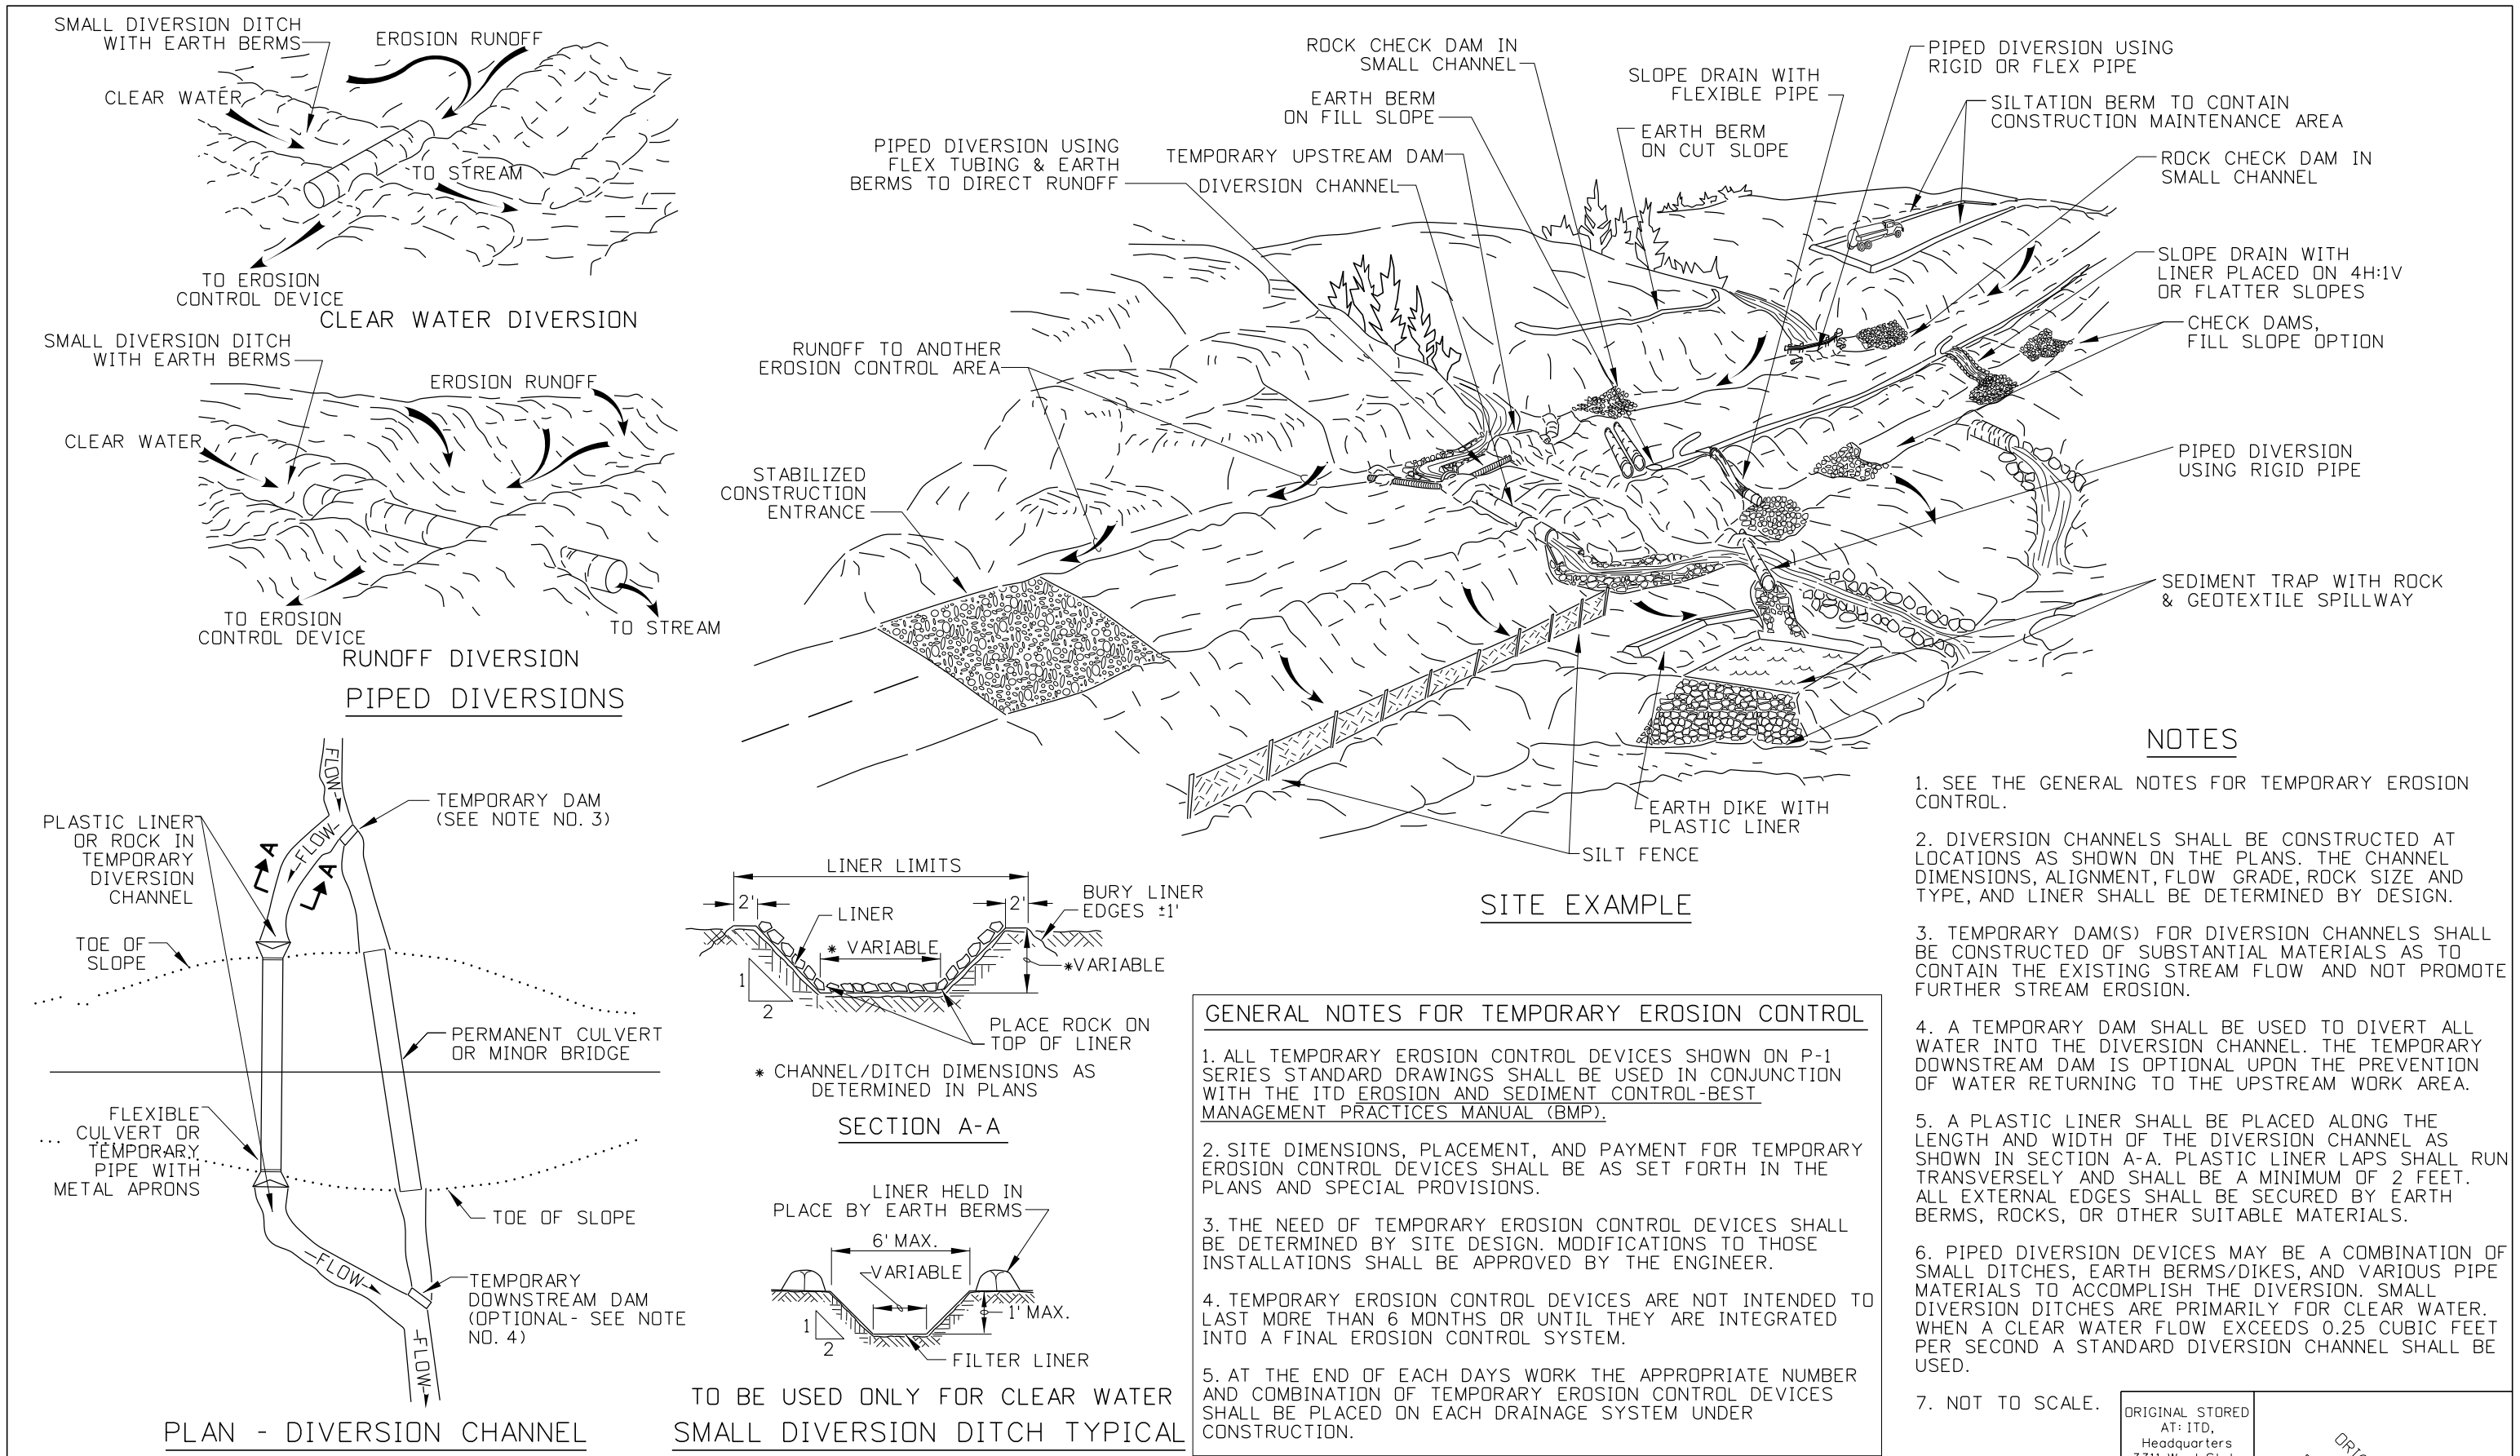 SMALL DIVERSION DITCH
WITH EARTH BERMS
EROSION RUNOFF
CLEAR WATER
TO STREAM
TO EROSION
CONTROL DEVICE
CLEAR WATER DIVERSION
SMALL DIVERSION DITCH
WITH EARTH BERMS
EROSION RUNOFF
CLEAR WATER
TO EROSION
CONTROL DEVICE
TO STREAM
RUNOFF DIVERSION
PIPED DIVERSIONS
ROCK CHECK DAM IN
SMALL CHANNEL
EARTH BERM
ON FILL SLOPE
PIPED DIVERSION USING
FLEX TUBING & EARTH
BERMS TO DIRECT RUNOFF
TEMPORARY UPSTREAM DAM
DIVERSION CHANNEL
SLOPE DRAIN WITH
FLEXIBLE PIPE
EARTH BERM
ON CUT SLOPE
PIPED DIVERSION USING
RIGID OR FLEX PIPE
SILTATION BERM TO CONTAIN
CONSTRUCTION MAINTENANCE AREA
ROCK CHECK DAM IN
SMALL CHANNEL
SLOPE DRAIN WITH
LINER PLACED ON 4H:1V
OR FLATTER SLOPES
CHECK DAMS,
FILL SLOPE OPTION
RUNOFF TO ANOTHER
EROSION CONTROL AREA
STABILIZED
CONSTRUCTION
ENTRANCE
PIPED DIVERSION
USING RIGID PIPE
SEDIMENT TRAP WITH ROCK
& GEOTEXTILE SPILLWAY
EARTH DIKE WITH
PLASTIC LINER
SILT FENCE
SITE EXAMPLE
FLOW
TEMPORARY DAM
(SEE NOTE NO. 3)
PLASTIC LINER
OR ROCK IN
TEMPORARY
DIVERSION
CHANNEL
FLOW
A
A
TOE OF
SLOPE
PERMANENT CULVERT
OR MINOR BRIDGE
FLEXIBLE
CULVERT OR
TEMPORARY
PIPE WITH
METAL APRONS
TOE OF SLOPE
FLOW
TEMPORARY
DOWNSTREAM DAM
(OPTIONAL- SEE NOTE
NO. 4)
FLOW
PLAN - DIVERSION CHANNEL
LINER LIMITS
2'
2'
LINER
BURY LINER
EDGES ±1'
* VARIABLE
*VARIABLE
1
2
PLACE ROCK ON
TOP OF LINER
* CHANNEL/DITCH DIMENSIONS AS
DETERMINED IN PLANS
SECTION A-A
LINER HELD IN
PLACE BY EARTH BERMS
6' MAX.
VARIABLE
1' MAX.
1
2
FILTER LINER
TO BE USED ONLY FOR CLEAR WATER
SMALL DIVERSION DITCH TYPICAL
GENERAL NOTES FOR TEMPORARY EROSION CONTROL
1. ALL TEMPORARY EROSION CONTROL DEVICES SHOWN ON P-1
SERIES STANDARD DRAWINGS SHALL BE USED IN CONJUNCTION
WITH THE ITD EROSION AND SEDIMENT CONTROL-BEST
MANAGEMENT PRACTICES MANUAL (BMP).
2. SITE DIMENSIONS, PLACEMENT, AND PAYMENT FOR TEMPORARY
EROSION CONTROL DEVICES SHALL BE AS SET FORTH IN THE
PLANS AND SPECIAL PROVISIONS.
3. THE NEED OF TEMPORARY EROSION CONTROL DEVICES SHALL
BE DETERMINED BY SITE DESIGN. MODIFICATIONS TO THOSE
INSTALLATIONS SHALL BE APPROVED BY THE ENGINEER.
4. TEMPORARY EROSION CONTROL DEVICES ARE NOT INTENDED TO
LAST MORE THAN 6 MONTHS OR UNTIL THEY ARE INTEGRATED
INTO A FINAL EROSION CONTROL SYSTEM.
5. AT THE END OF EACH DAYS WORK THE APPROPRIATE NUMBER
AND COMBINATION OF TEMPORARY EROSION CONTROL DEVICES
SHALL BE PLACED ON EACH DRAINAGE SYSTEM UNDER
CONSTRUCTION.
NOTES
1. SEE THE GENERAL NOTES FOR TEMPORARY EROSION
CONTROL.
2. DIVERSION CHANNELS SHALL BE CONSTRUCTED AT
LOCATIONS AS SHOWN ON THE PLANS. THE CHANNEL
DIMENSIONS, ALIGNMENT, FLOW GRADE, ROCK SIZE AND
TYPE, AND LINER SHALL BE DETERMINED BY DESIGN.
3. TEMPORARY DAM(S) FOR DIVERSION CHANNELS SHALL
BE CONSTRUCTED OF SUBSTANTIAL MATERIALS AS TO
CONTAIN THE EXISTING STREAM FLOW AND NOT PROMOTE
FURTHER STREAM EROSION.
4. A TEMPORARY DAM SHALL BE USED TO DIVERT ALL
WATER INTO THE DIVERSION CHANNEL. THE TEMPORARY
DOWNSTREAM DAM IS OPTIONAL UPON THE PREVENTION
OF WATER RETURNING TO THE UPSTREAM WORK AREA.
5. A PLASTIC LINER SHALL BE PLACED ALONG THE
LENGTH AND WIDTH OF THE DIVERSION CHANNEL AS
SHOWN IN SECTION A-A. PLASTIC LINER LAPS SHALL RUN
TRANSVERSELY AND SHALL BE A MINIMUM OF 2 FEET.
ALL EXTERNAL EDGES SHALL BE SECURED BY EARTH
BERMS, ROCKS, OR OTHER SUITABLE MATERIALS.
6. PIPED DIVERSION DEVICES MAY BE A COMBINATION OF
SMALL DITCHES, EARTH BERMS/DIKES, AND VARIOUS PIPE
MATERIALS TO ACCOMPLISH THE DIVERSION. SMALL
DIVERSION DITCHES ARE PRIMARILY FOR CLEAR WATER.
WHEN A CLEAR WATER FLOW EXCEEDS 0.25 CUBIC FEET
PER SECOND A STANDARD DIVERSION CHANNEL SHALL BE
USED.
7. NOT TO SCALE.
ORIGINAL STORED
AT: ITD,
Headquarters